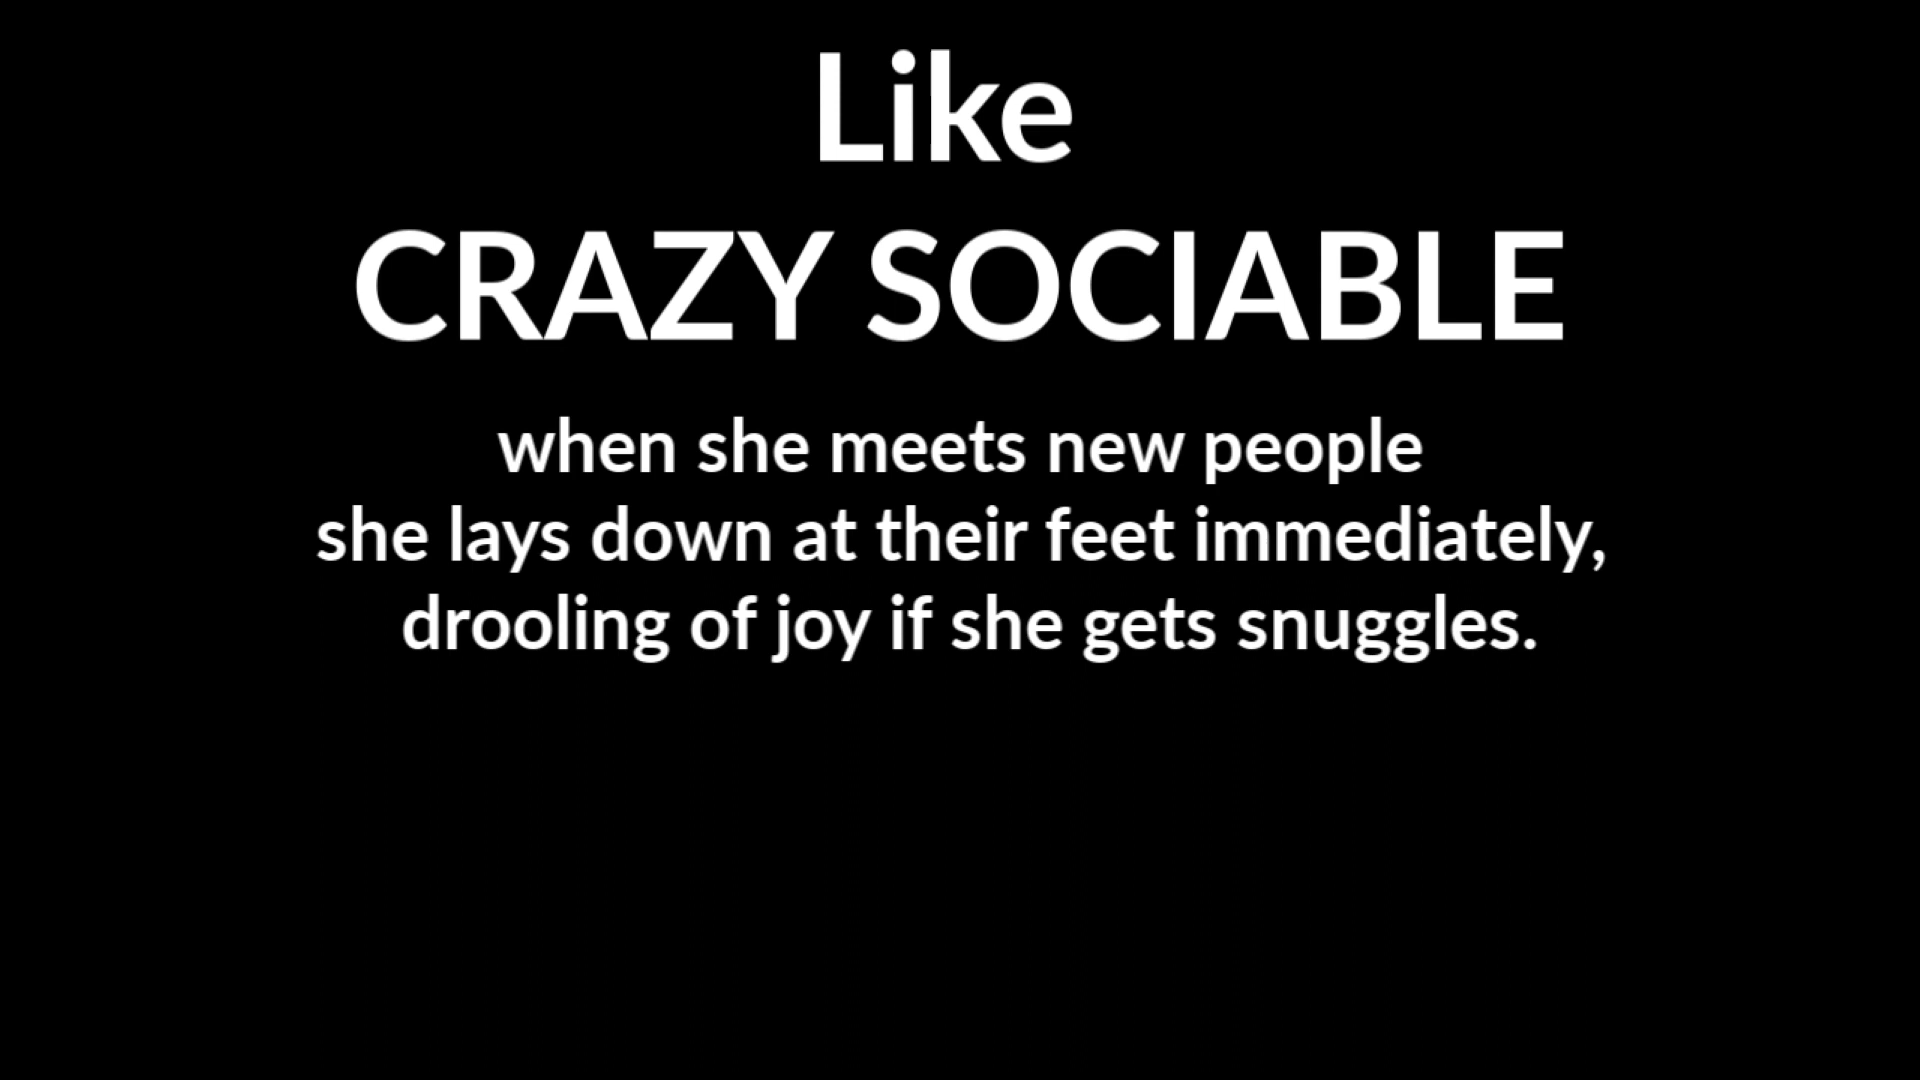 Like
CRAZY SOCIABLE
when she meets new people
she lays down at their feet immediately,
drooling of joy if she gets snuggles.